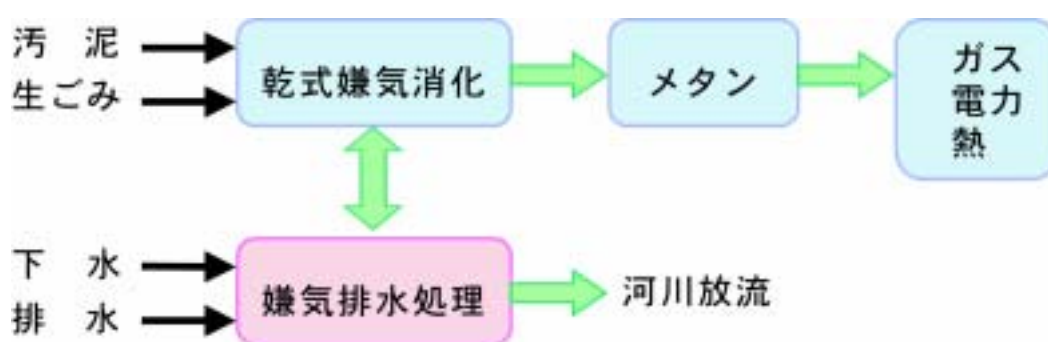 汚 泥
生ごみ
乾式嫌気消化
メタン
ガス
電力
熱
下 水
排 水
嫌気排水処理
河川放流